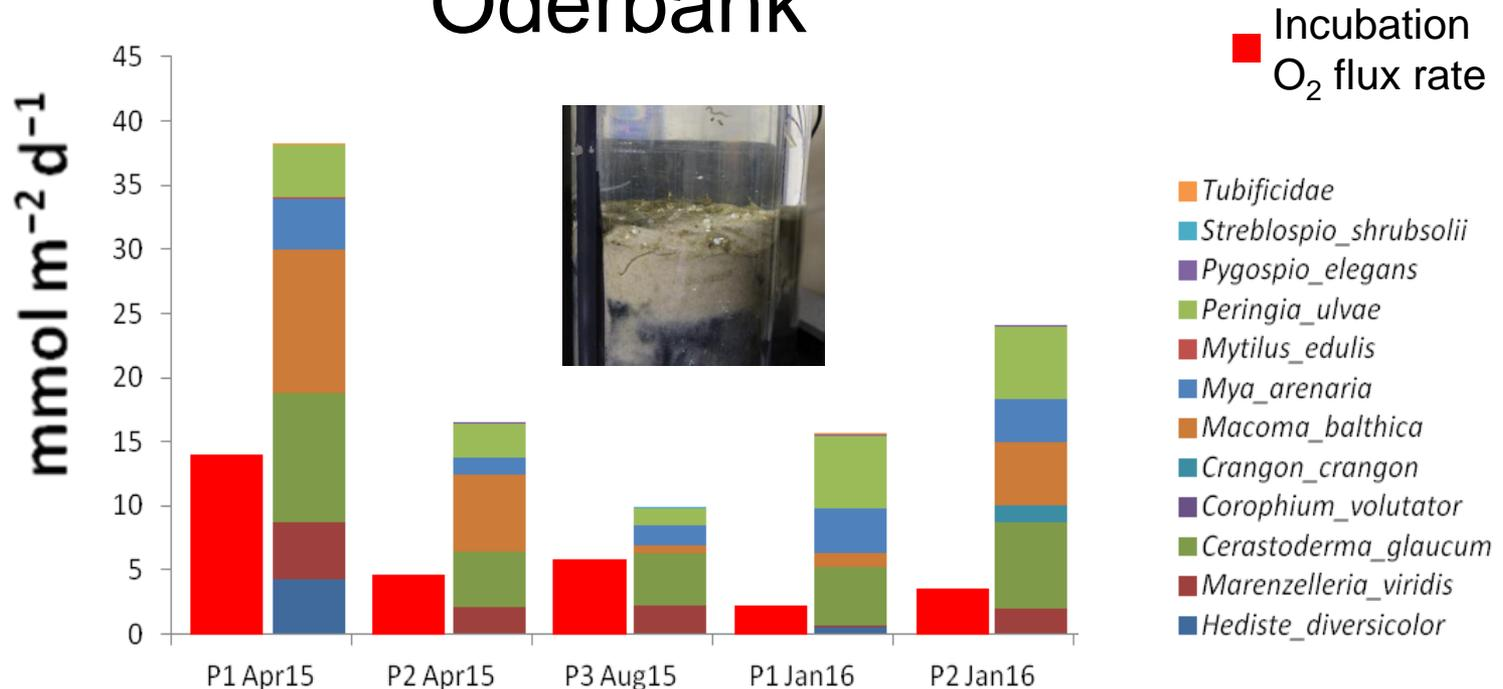 Oderbank
Incubation
O₂ flux rate
mmol m⁻² d⁻¹
45
40
35
30
25
20
15
10
5
0
P1 Apr15
P2 Apr15
P3 Aug15
P1 Jan16
P2 Jan16
Tubificidae
Streblospio_shrubsolii
Pygospio_elegans
Peringia_ulvae
Mytilus_edulis
Mya_arenaria
Macoma_balthica
Crangon_crangon
Corophium_volutator
Cerastoderma_glaucum
Marenzelleria_viridis
Hediste_diversicolor